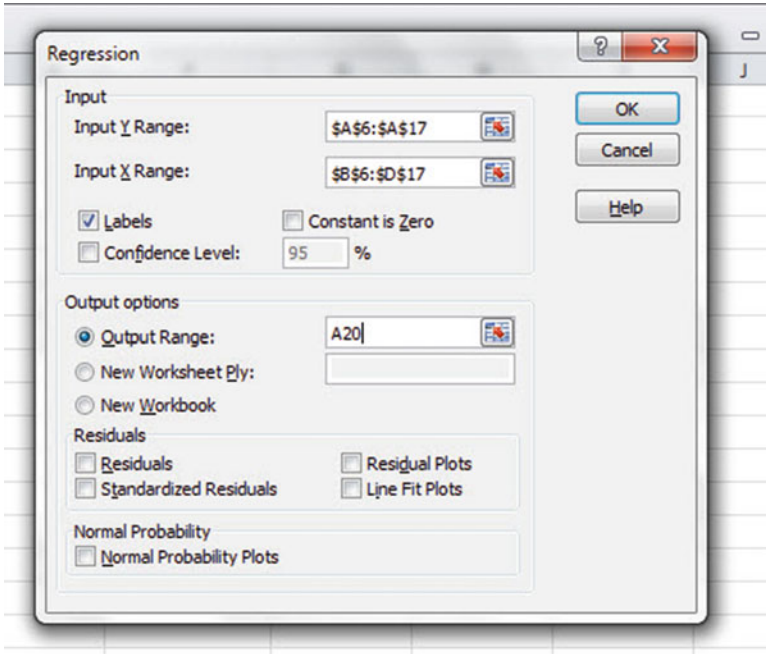 J
Regression
Input
Input Y Range: $A$6:$A$17
Input X Range: $B$6:$D$17
Labels Constant is Zero
Confidence Level: 95 %
OK
Cancel
Help
Output options
Output Range: A20
New Worksheet Ply:
New Workbook
Residuals
Residuals Residual Plots
Standardized Residuals Line Fit Plots
Normal Probability
Normal Probability Plots